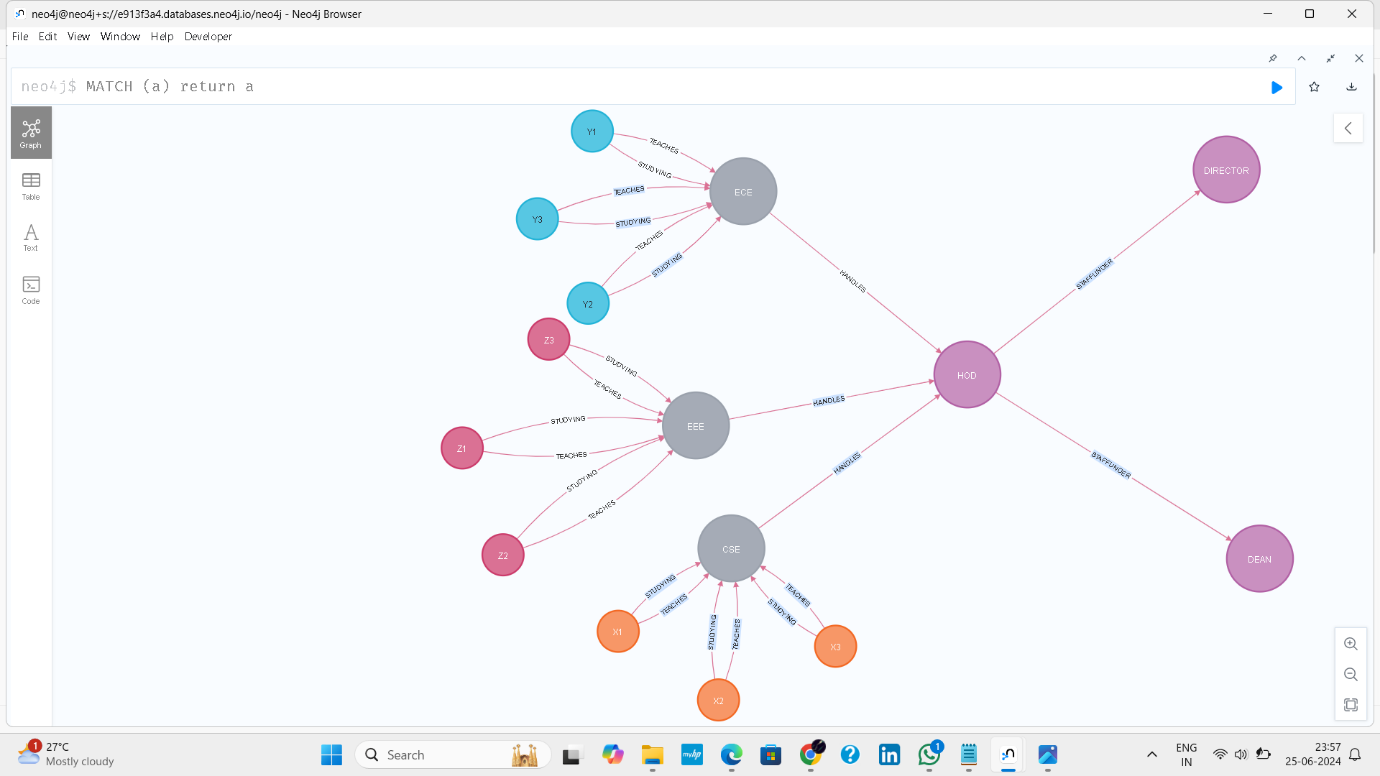 neo4j@neo4j+s://e913f3a4.databases.neo4j.io/neo4j - Neo4j Browser
File Edit View Window Help Developer
neo4j$ MATCH (a) return a
Graph
Table
Text
Code
Y1
TEACHES
STUDYING
ECE
DIRECTOR
Y3
TEACHES
STUDYING
TEACHES
STUDYING
Y2
HANDLES
STAFFUNDER
Z3
STUDYING
TEACHES
HOD
HANDLES
EEE
Z1
STUDYING
TEACHES
STUDYING
TEACHES
Z2
HANDLES
STAFFUNDER
CSE
DEAN
STUDYING
TEACHES
X1
STUDYING
TEACHES
STUDYING
TEACHES
X3
X2
1
27°C
Mostly cloudy
Search
myhp
1
ENG
IN
23:57
25-06-2024